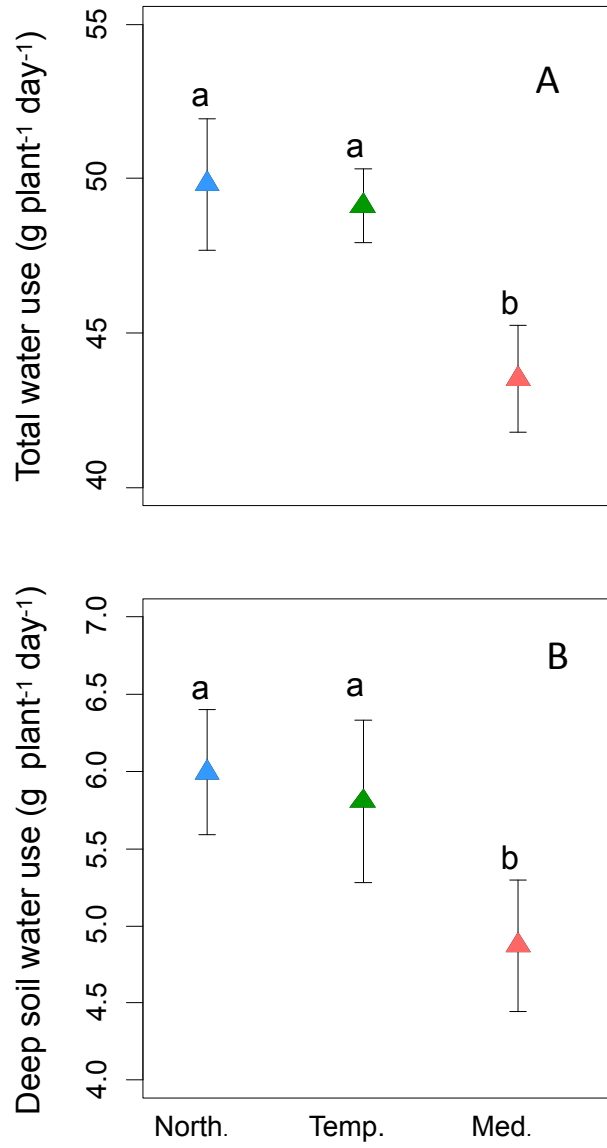 Total water use (g plant⁻¹ day⁻¹)
55
50
45
40
A
a
a
b
Deep soil water use (g plant⁻¹ day⁻¹)
7.0
6.5
6.0
5.5
5.0
4.5
4.0
B
a
a
b
North. Temp. Med.